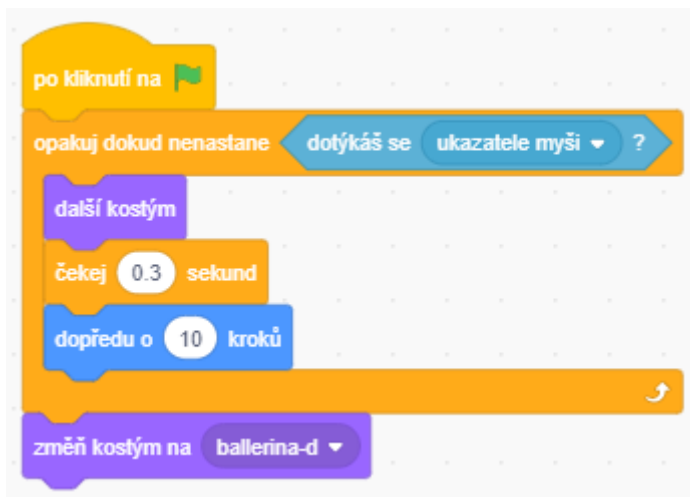 po kliknutí na
opakuj dokud nenastane dotýkáš se ukazatele myši ?
další kostým
čekej 0.3 sekund
dopředu o 10 kroků
změň kostým na ballerina-d